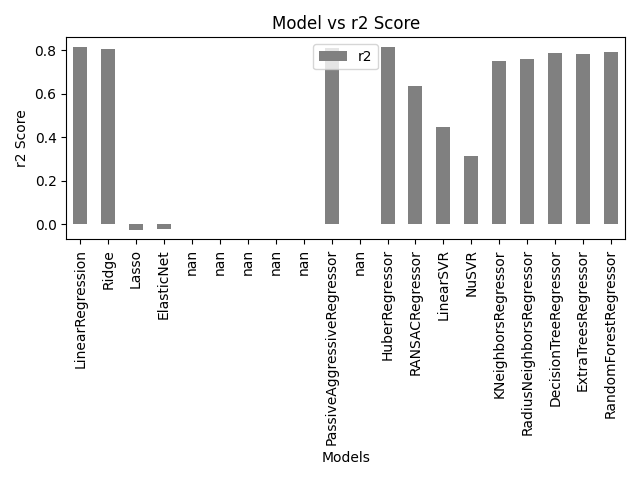 Model vs r2 Score
r2
r2 Score
0.8
0.6
0.4
0.2
0.0
LinearRegression
Ridge
Lasso
ElasticNet
nan
nan
nan
nan
nan
PassiveAggressiveRegressor
nan
HuberRegressor
RANSACRegressor
LinearSVR
NuSVR
KNeighborsRegressor
RadiusNeighborsRegressor
DecisionTreeRegressor
ExtraTreesRegressor
RandomForestRegressor
Models